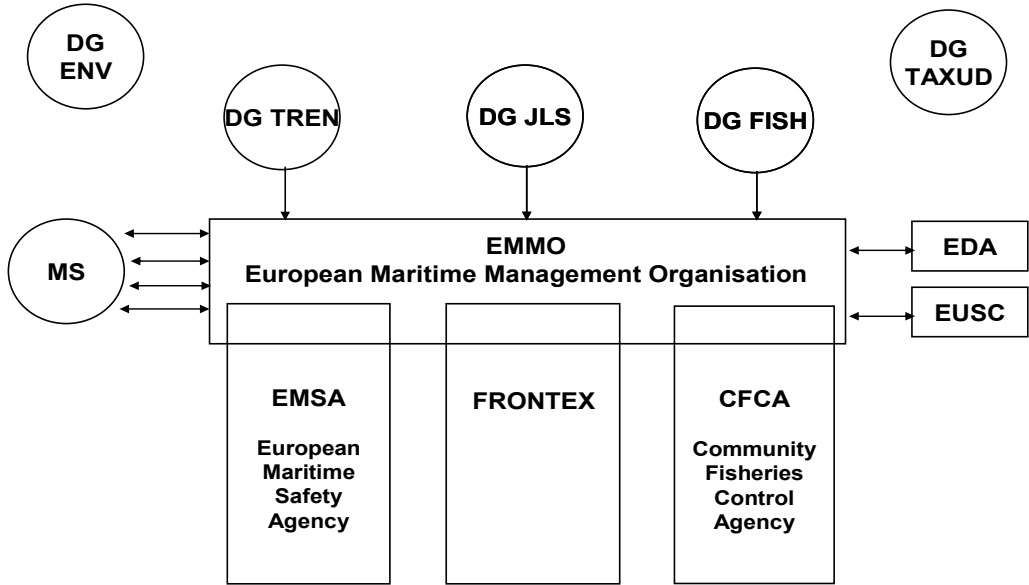 DG
ENV
DG
TAXUD
DG TREN
DG JLS
DG FISH
MS
EMMO
European Maritime Management Organisation
EDA
EUSC
EMSA
European
Maritime
Safety
Agency
FRONTEX
CFCA
Community
Fisheries
Control
Agency